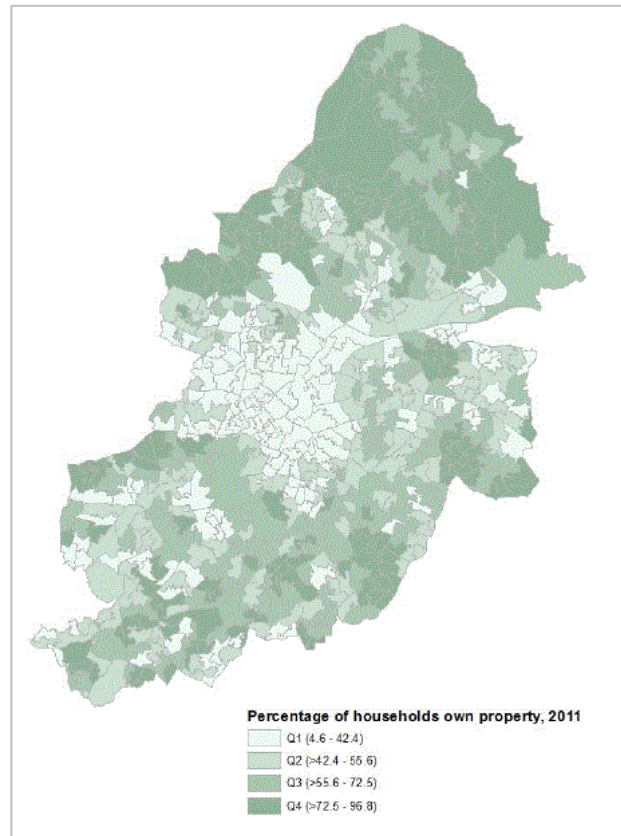 Percentage of households own property, 2011
Q1 (4.6 - 42.4)
Q2 (>42.4 - 55.6)
Q3 (>55.6 - 72.5)
Q4 (>72.5 - 96.8)